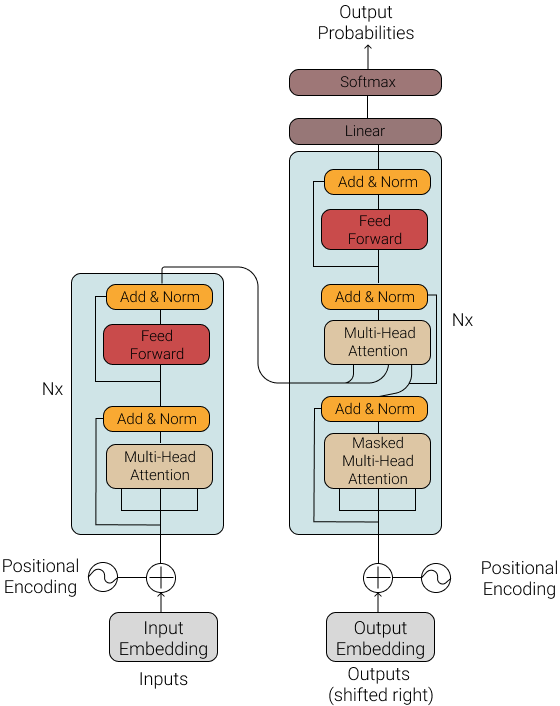 Output
Probabilities
Softmax
Linear
Add & Norm
Feed
Forward
Add & Norm
Multi-Head
Attention
Nx
Add & Norm
Masked
Multi-Head
Attention
Positional
Encoding
Output
Embedding
Outputs
(shifted right)
Add & Norm
Feed
Forward
Nx
Add & Norm
Multi-Head
Attention
Positional
Encoding
Input
Embedding
Inputs